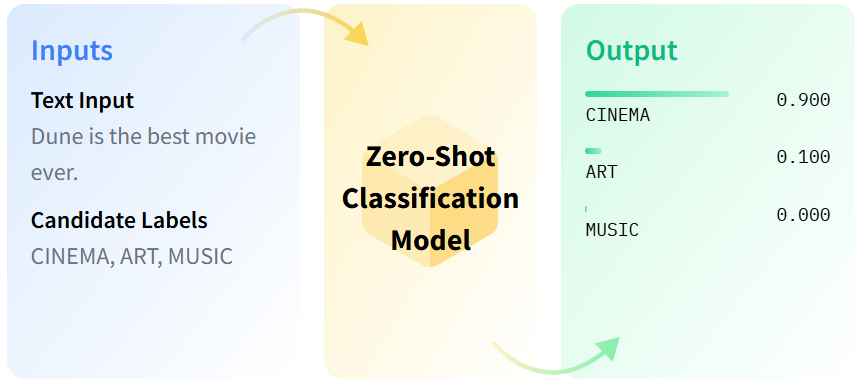 Inputs
Text Input
Dune is the best movie
ever.
Candidate Labels
CINEMA, ART, MUSIC
Zero-Shot
Classification
Model
Output
CINEMA 0.900
ART 0.100
MUSIC 0.000